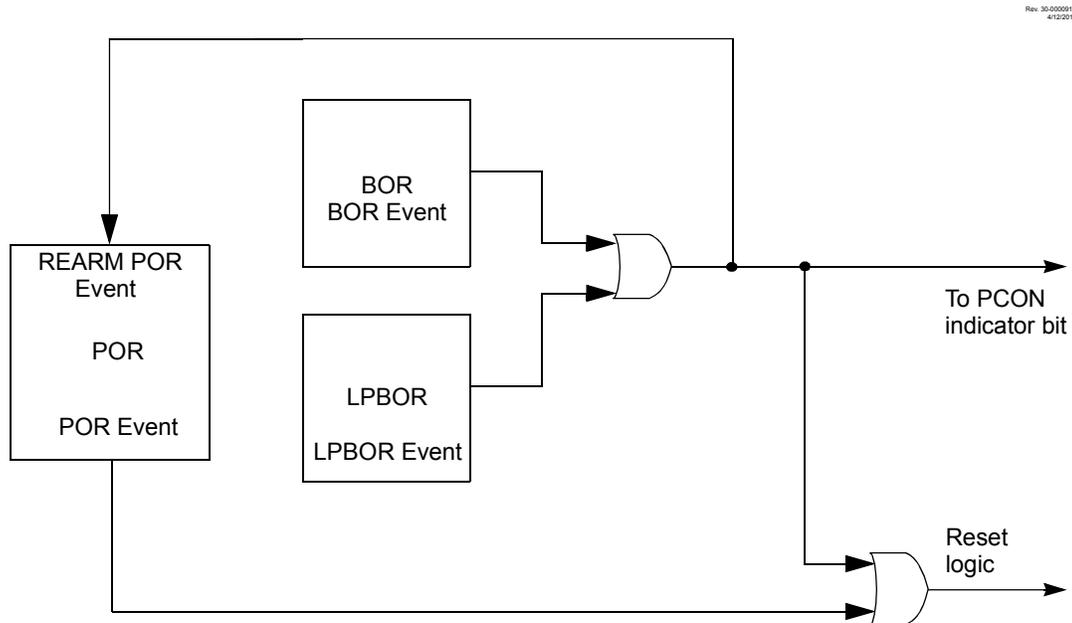 Rev. 30-000091
4/12/201
BOR
BOR Event
REARM POR
Event
POR
POR Event
LPBOR
LPBOR Event
To PCON
indicator bit
Reset
logic